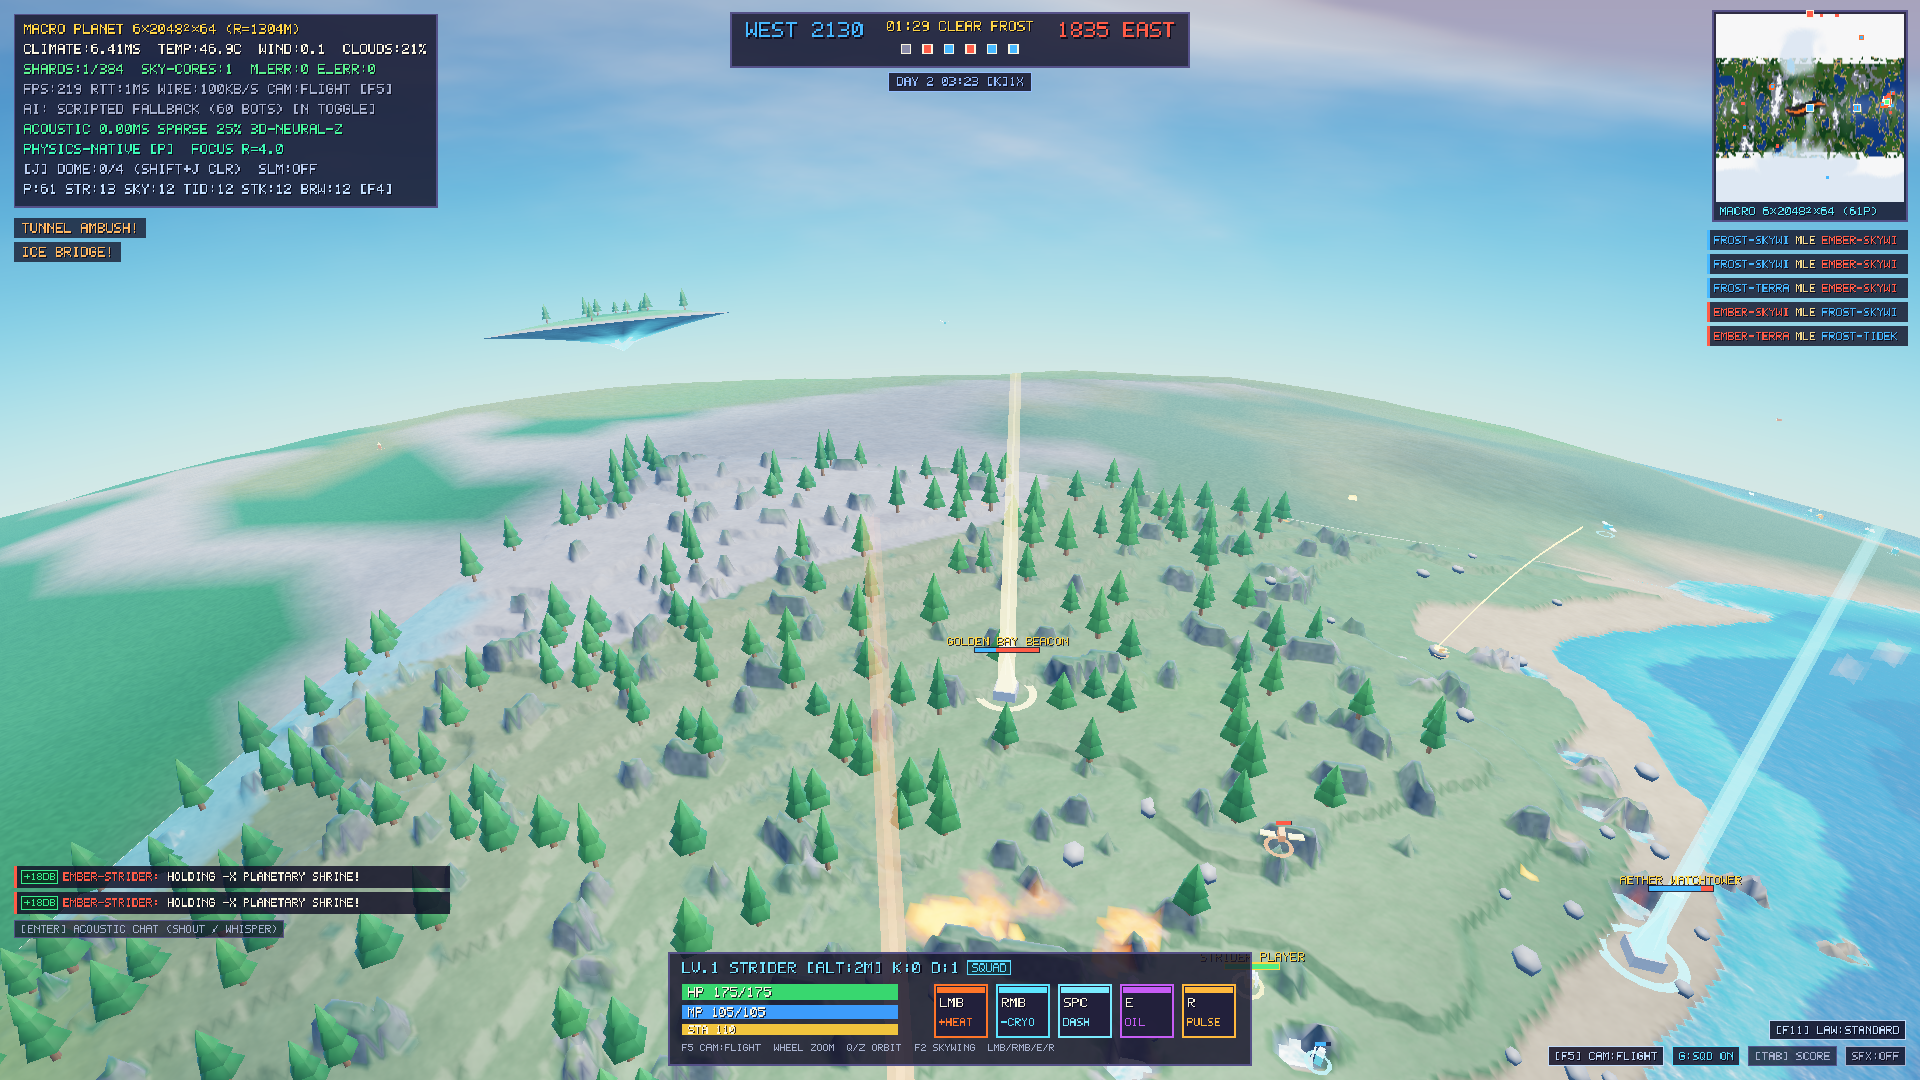 MACRO PLANET 6×2048²×64 (R=1304M)
CLIMATE:6.41MS TEMP:46.9C WIND:0.1 CLOUDS:21%
SHARDS:1/384 SKY-CORES:1 M_ERR:0 E_ERR:0
FPS:219 RTT:1MS WIRE:100KB/S CAM:FLIGHT [F5]
AI: SCRIPTED FALLBACK (60 BOTS) [N TOGGLE]
ACOUSTIC 0.00MS SPARSE 25% 3D-NEURAL-Z
PHYSICS-NATIVE [P] FOCUS R=4.0
[J] DOME:0/4 (SHIFT+J CLR) SLM:OFF
P:61 STR:13 SKY:12 TID:12 STK:12 BRW:12 [F4]
TUNNEL AMBUSH!
ICE BRIDGE!
WEST 2130
01:29 CLEAR FROST
1835 EAST
DAY 2 03:23 [K]1X
MACRO 6×2048²×64 (61P)
FROST-SKYWI MLE EMBER-SKYWI
FROST-SKYWI MLE EMBER-SKYWI
FROST-TERRA MLE EMBER-SKYWI
EMBER-SKYWI MLE FROST-SKYWI
EMBER-TERRA MLE FROST-TIDEK
GOLDEN BAY BEACON
AETHER WATCHTOWER
+18DB EMBER-STRIDER: HOLDING -X PLANETARY SHRINE!
+18DB EMBER-STRIDER: HOLDING -X PLANETARY SHRINE!
[ENTER] ACOUSTIC CHAT (SHOUT / WHISPER)
STRIDER PLAYER
LV.1 STRIDER [ALT:2M] K:0 D:1 SQUAD
HP 175/175
MP 105/105
STA 110
LMB +HEAT
RMB -CRYO
SPC DASH
E OIL
R PULSE
F5 CAM:FLIGHT WHEEL ZOOM Q/Z ORBIT F2 SKYWING LMB/RMB/E/R
[F11] LAW:STANDARD
[F5] CAM:FLIGHT
G:SQD ON
[TAB] SCORE
SFX:OFF